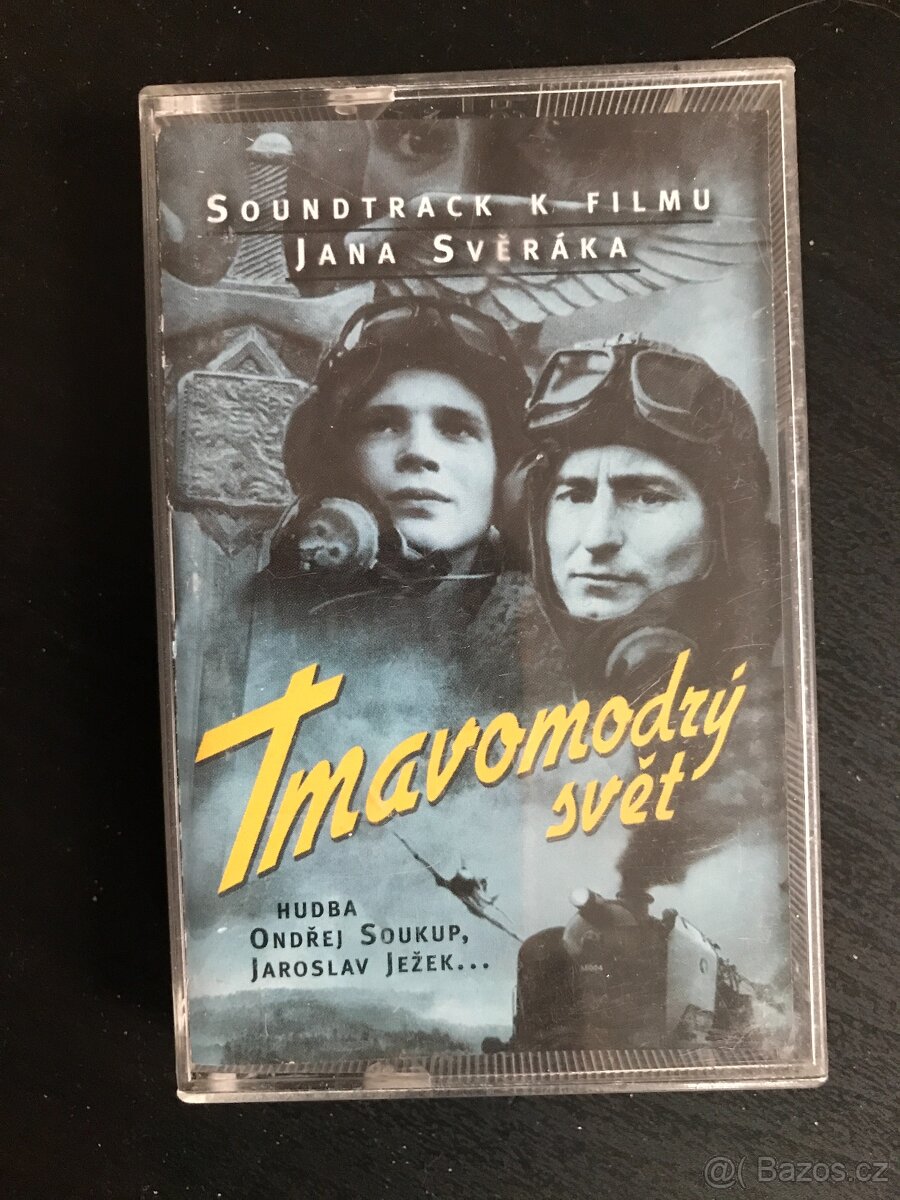 SOUNDTRACK K FILMU
JANA SVĚRÁKA
Tmavomodrý
svět
HUDBA
ONDŘEJ SOUKUP,
JAROSLAV JEŽEK...
@( Bazos.cz